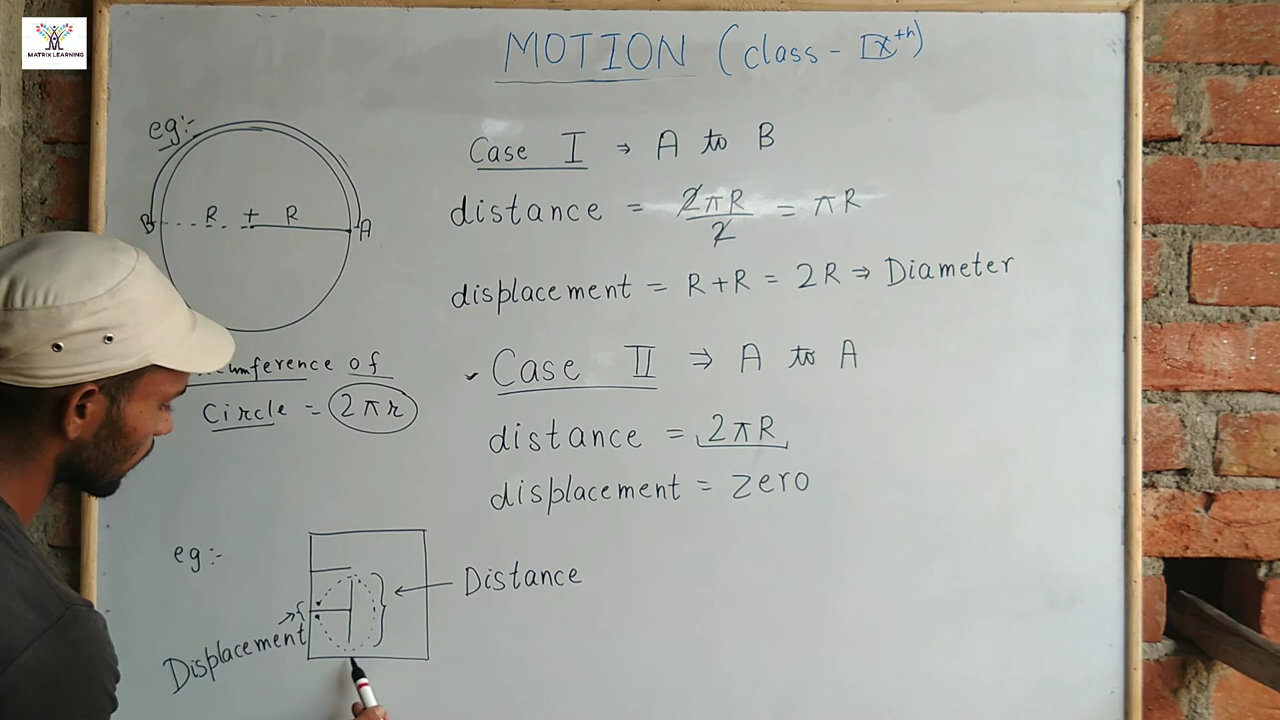 MATRIX LEARNING
MOTION (class - IXth)
eg:-
B R + R A
Circle = 2πr
Case I ⇒ A to B
distance = 2πR / 2 = πR
displacement = R+R = 2R ⇒ Diameter
Case II ⇒ A to A
distance = 2πR
displacement = zero
eg:-
Distance
Displacement